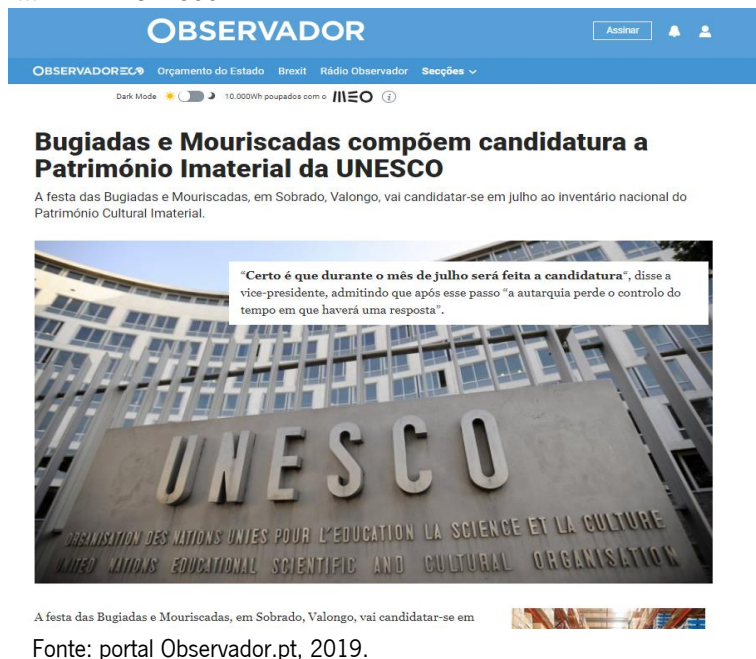 OBSERVADOR
Assinar
OBSERVADOR ECO Orçamento do Estado Brexit Rádio Observador Secções
Dark Mode 10.000Wh poupados com o MEO i
Bugiadas e Mouriscadas compõem candidatura a
Património Imaterial da UNESCO
A festa das Bugiadas e Mouriscadas, em Sobrado, Valongo, vai candidatar-se em julho ao inventário nacional do
Património Cultural Imaterial.
“Certo é que durante o mês de julho será feita a candidatura“, disse a
vice-presidente, admitindo que após esse passo “a autarquia perde o controlo do
tempo em que haverá uma resposta”.
UNESCO
ORGANISATION DES NATIONS UNIES POUR L'EDUCATION LA SCIENCE ET LA CULTURE
UNITED NATIONS EDUCATIONAL SCIENTIFIC AND CULTURAL ORGANISATION
A festa das Bugiadas e Mouriscadas, em Sobrado, Valongo, vai candidatar-se em
Fonte: portal Observador.pt, 2019.